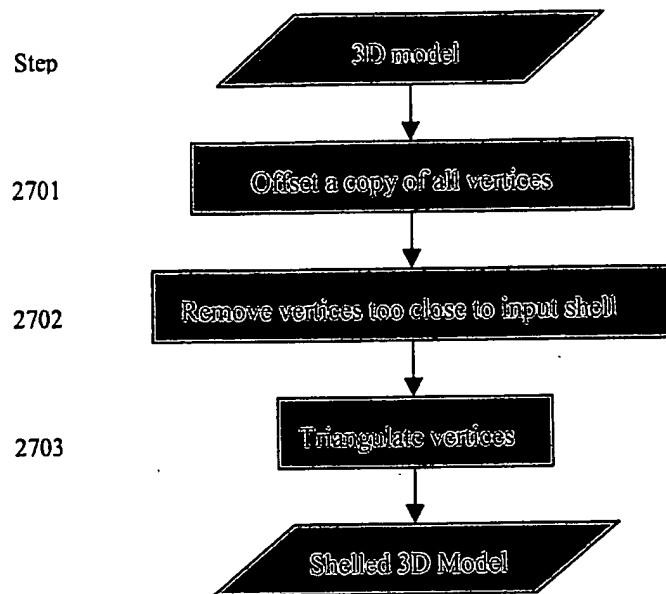 Step
3D model
2701
Offset a copy of all vertices
2702
Remove vertices too close to input shell
2703
Triangulate vertices
Shelled 3D Model